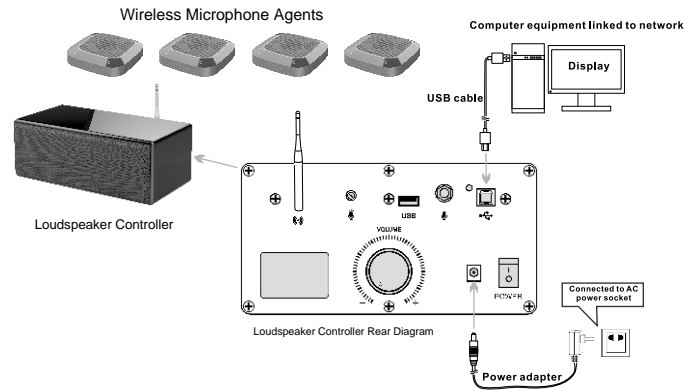 Wireless Microphone Agents
Computer equipment linked to network
Display
USB cable
Loudspeaker Controller
USB
VOLUME
POWER
Connected to AC
power socket
Loudspeaker Controller Rear Diagram
Power adapter